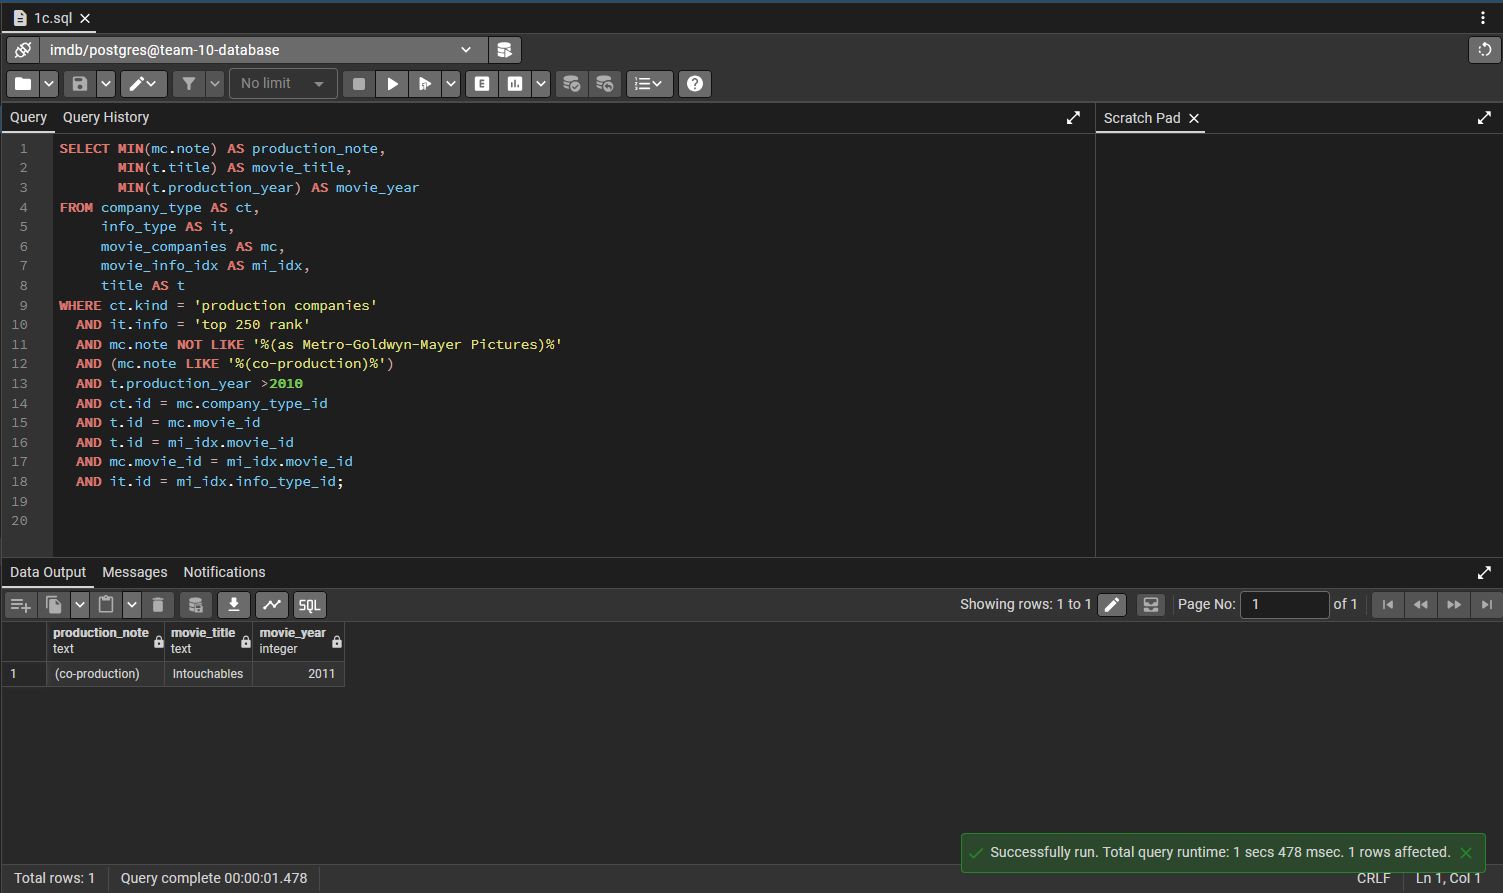 1c.sql
imdb/postgres@team-10-database
No limit
E
Query Query History
Scratch Pad
1 SELECT MIN(mc.note) AS production_note,
2 MIN(t.title) AS movie_title,
3 MIN(t.production_year) AS movie_year
4 FROM company_type AS ct,
5 info_type AS it,
6 movie_companies AS mc,
7 movie_info_idx AS mi_idx,
8 title AS t
9 WHERE ct.kind = 'production companies'
10 AND it.info = 'top 250 rank'
11 AND mc.note NOT LIKE '%(as Metro-Goldwyn-Mayer Pictures)%'
12 AND (mc.note LIKE '%(co-production)%')
13 AND t.production_year >2010
14 AND ct.id = mc.company_type_id
15 AND t.id = mc.movie_id
16 AND t.id = mi_idx.movie_id
17 AND mc.movie_id = mi_idx.movie_id
18 AND it.id = mi_idx.info_type_id;
19
20
Data Output Messages Notifications
SQL
Showing rows: 1 to 1
Page No: 1 of 1
production_note movie_title movie_year
text text integer
1 (co-production) Intouchables 2011
Successfully run. Total query runtime: 1 secs 478 msec. 1 rows affected.
Total rows: 1 Query complete 00:00:01.478
CRLF Ln 1, Col 1